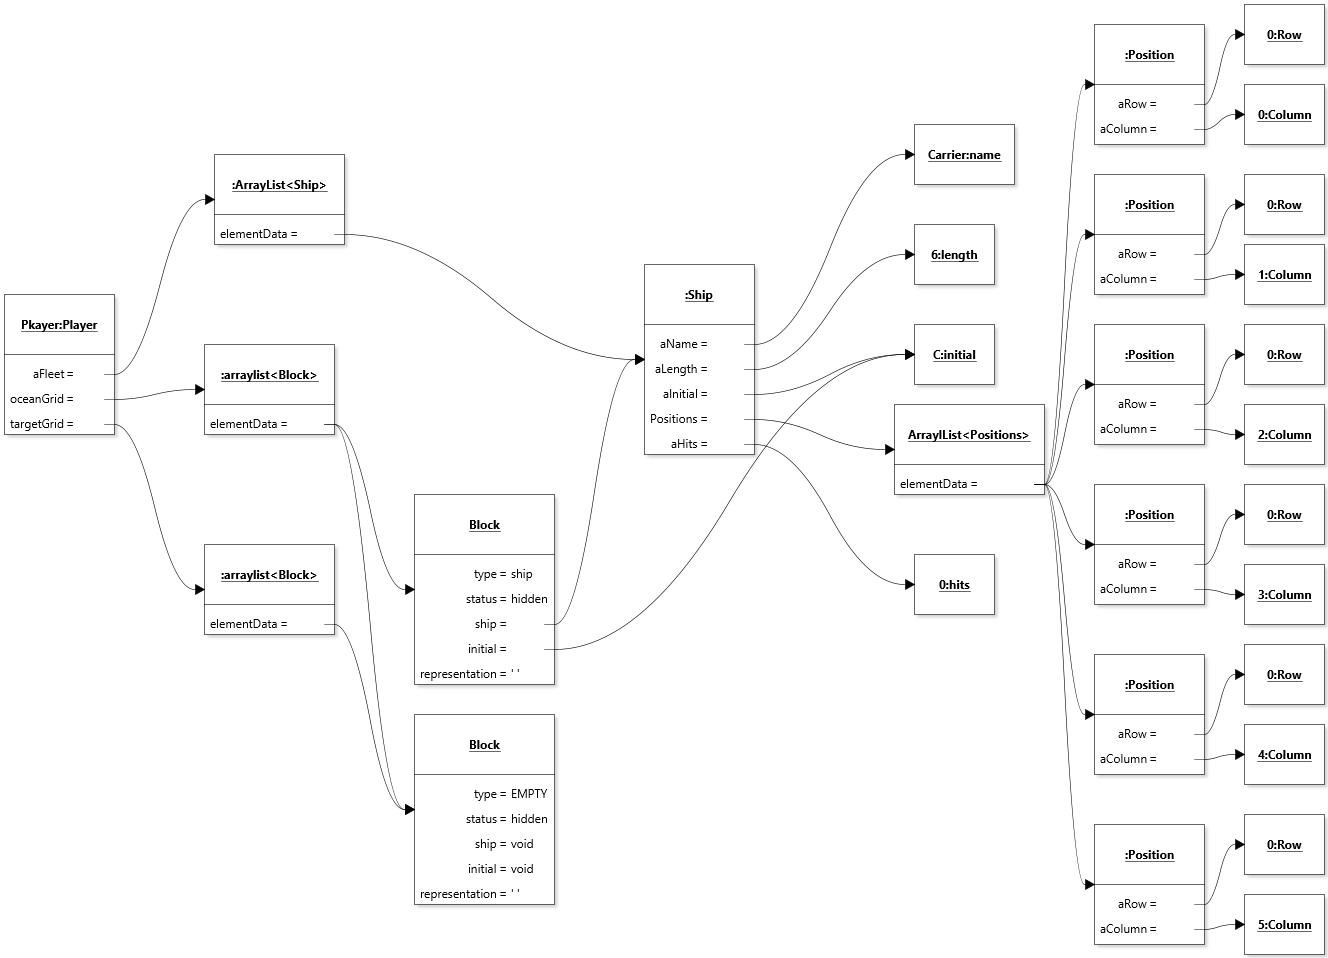 Pkayer:Player
aFleet =
oceanGrid =
targetGrid =
:ArrayList<Ship>
elementData =
:arraylist<Block>
elementData =
:arraylist<Block>
elementData =
Block
type = ship
status = hidden
ship =
initial =
representation = ' '
Block
type = EMPTY
status = hidden
ship = void
initial = void
representation = ' '
:Ship
aName =
aLength =
aInitial =
Positions =
aHits =
Carrier:name
6:length
C:initial
ArraylList<Positions>
elementData =
0:hits
:Position
aRow =
aColumn =
0:Row
0:Column
:Position
aRow =
aColumn =
0:Row
1:Column
:Position
aRow =
aColumn =
0:Row
2:Column
:Position
aRow =
aColumn =
0:Row
3:Column
:Position
aRow =
aColumn =
0:Row
4:Column
:Position
aRow =
aColumn =
0:Row
5:Column